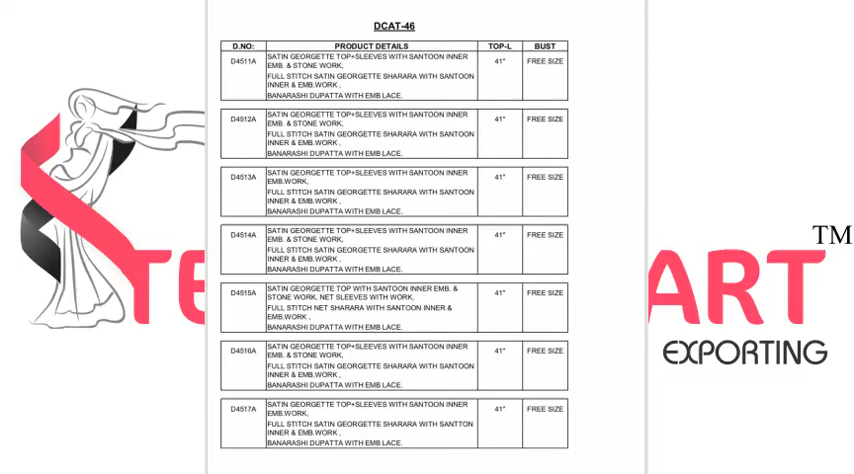 DCAT-46
D.NO: PRODUCT DETAILS TOP-L BUST
D4511A SATIN GEORGETTE TOP+SLEEVES WITH SANTOON INNER EMB. & STONE WORK, 41" FREE SIZE
FULL STITCH SATIN GEORGETTE SHARARA WITH SANTOON
INNER & EMB.WORK ,
BANARASHI DUPATTA WITH EMB LACE.
D4512A SATIN GEORGETTE TOP+SLEEVES WITH SANTOON INNER EMB. & STONE WORK, 41" FREE SIZE
FULL STITCH SATIN GEORGETTE SHARARA WITH SANTOON
INNER & EMB.WORK ,
BANARASHI DUPATTA WITH EMB LACE.
D4513A SATIN GEORGETTE TOP+SLEEVES WITH SANTOON INNER EMB.WORK, 41" FREE SIZE
FULL STITCH SATIN GEORGETTE SHARARA WITH SANTOON
INNER & EMB.WORK ,
BANARASHI DUPATTA WITH EMB LACE.
D4514A SATIN GEORGETTE TOP+SLEEVES WITH SANTOON INNER EMB. & STONE WORK, 41" FREE SIZE
FULL STITCH SATIN GEORGETTE SHARARA WITH SANTOON
INNER & EMB.WORK ,
BANARASHI DUPATTA WITH EMB LACE.
D4515A SATIN GEORGETTE TOP WITH SANTOON INNER EMB. & STONE WORK, NET SLEEVES WITH WORK, 41" FREE SIZE
FULL STITCH NET SHARARA WITH SANTOON INNER &
EMB.WORK .
BANARASHI DUPATTA WITH EMB LACE.
D4516A SATIN GEORGETTE TOP+SLEEVES WITH SANTOON INNER EMB. & STONE WORK, 41" FREE SIZE
FULL STITCH SATIN GEORGETTE SHARARA WITH SANTOON
INNER & EMB.WORK ,
BANARASHI DUPATTA WITH EMB LACE.
D4517A SATIN GEORGETTE TOP+SLEEVES WITH SANTOON INNER EMB.WORK, 41" FREE SIZE
FULL STITCH SATIN GEORGETTE SHARARA WITH SANTTON
INNER & EMB.WORK ,
BANARASHI DUPATTA WITH EMB LACE.
TE ART TM
EXPORTING